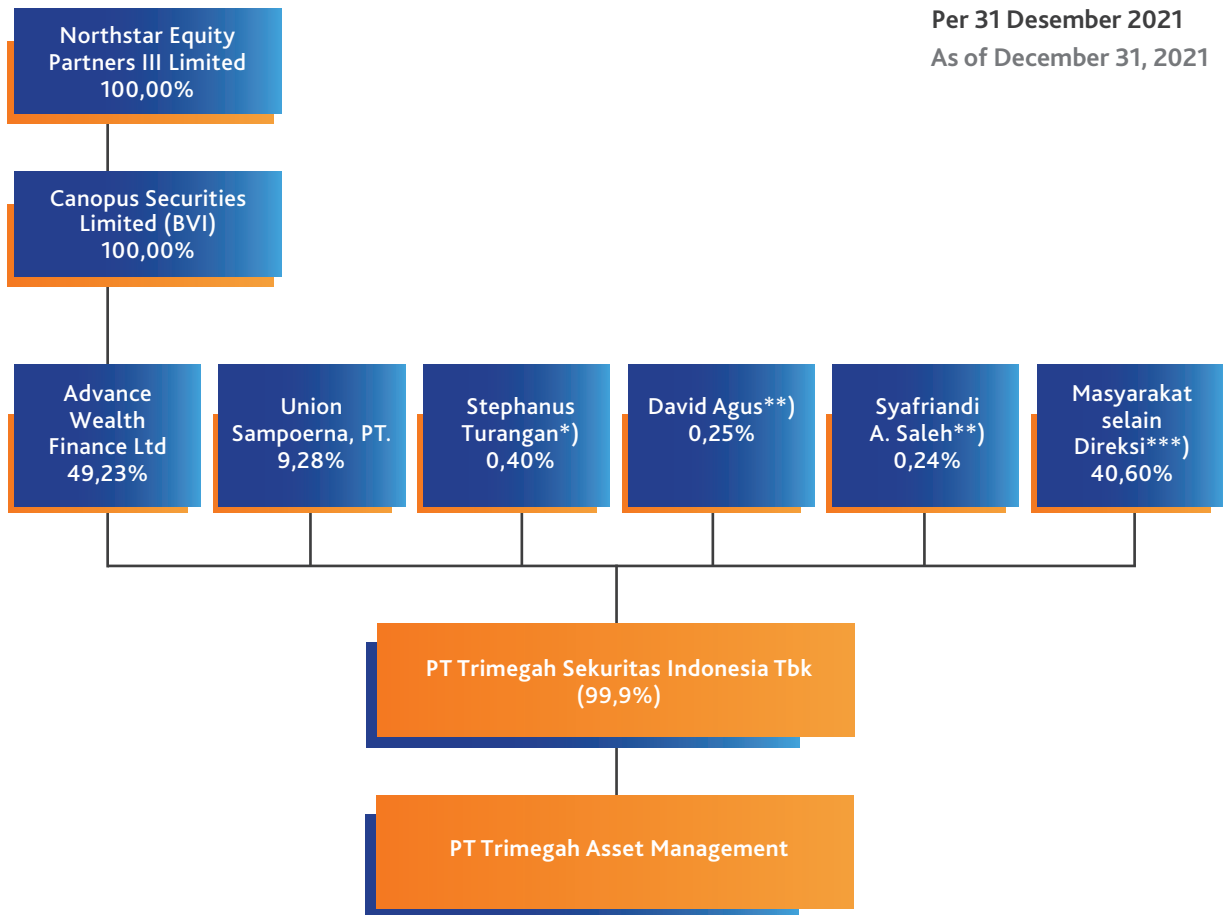 Per 31 Desember 2021
As of December 31, 2021
Northstar Equity
Partners III Limited
100,00%
Canopus Securities
Limited (BVI)
100,00%
Advance
Wealth
Finance Ltd
49,23%
Union
Sampoerna, PT.
9,28%
Stephanus
Turangan*)
0,40%
David Agus**)
0,25%
Syafriandi
A. Saleh**)
0,24%
Masyarakat
selain
Direksi***)
40,60%
PT Trimegah Sekuritas Indonesia Tbk
(99,9%)
PT Trimegah Asset Management